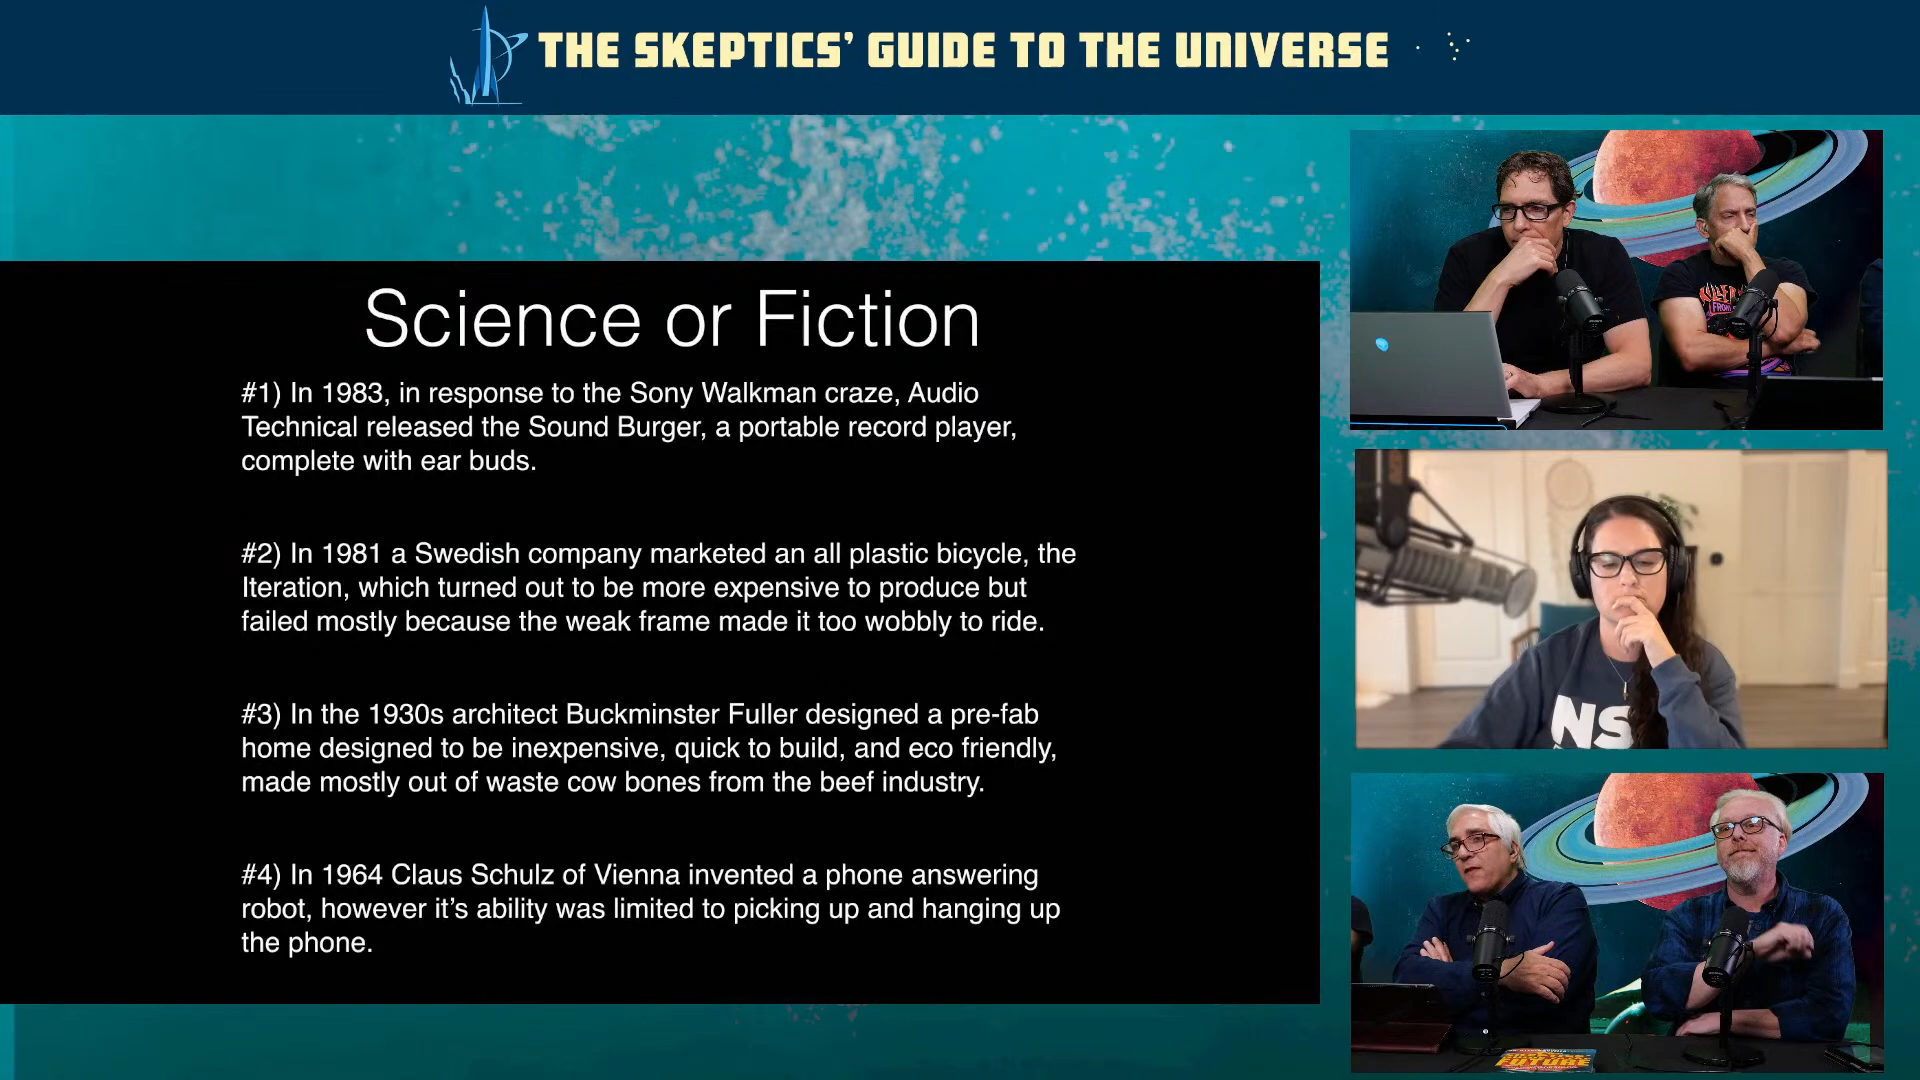 THE SKEPTICS' GUIDE TO THE UNIVERSE
Science or Fiction
#1) In 1983, in response to the Sony Walkman craze, Audio
Technical released the Sound Burger, a portable record player,
complete with ear buds.
#2) In 1981 a Swedish company marketed an all plastic bicycle, the
Iteration, which turned out to be more expensive to produce but
failed mostly because the weak frame made it too wobbly to ride.
#3) In the 1930s architect Buckminster Fuller designed a pre-fab
home designed to be inexpensive, quick to build, and eco friendly,
made mostly out of waste cow bones from the beef industry.
#4) In 1964 Claus Schulz of Vienna invented a phone answering
robot, however it's ability was limited to picking up and hanging up
the phone.
NS
FUTURE